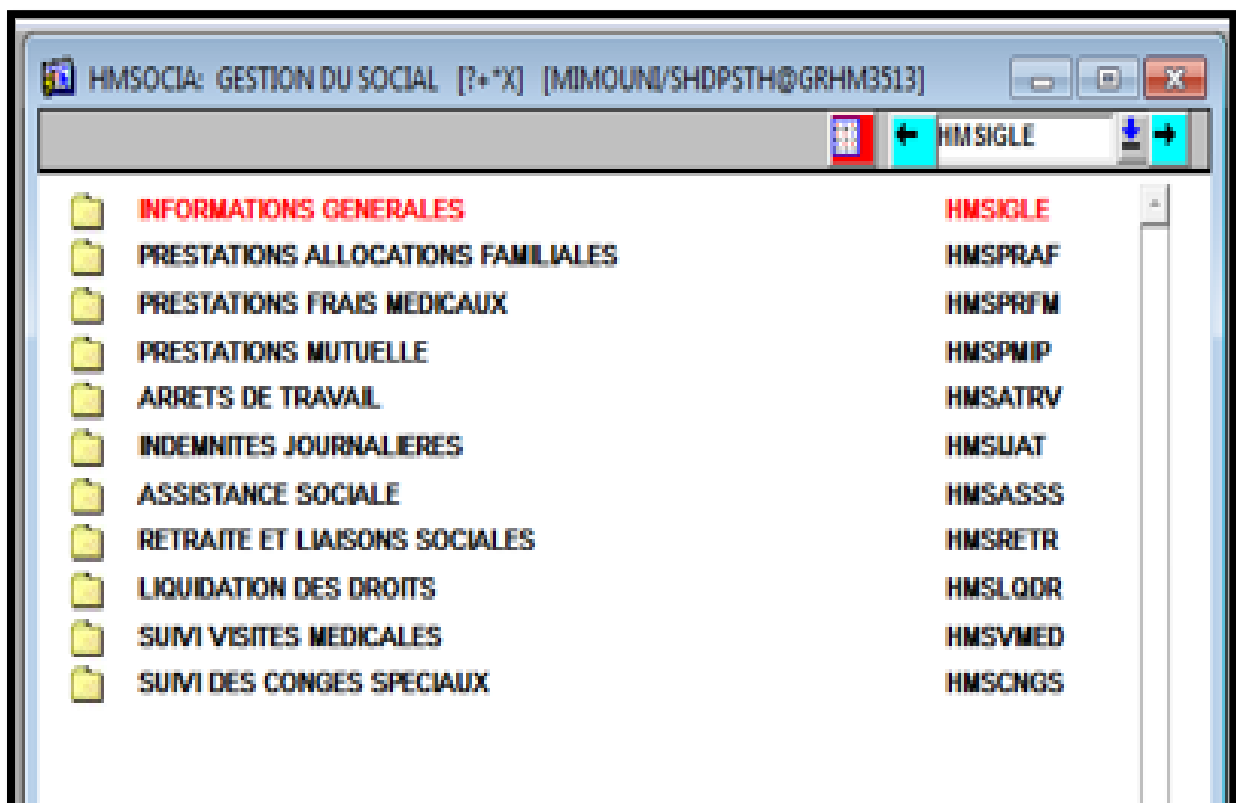 HMSOCIA: GESTION DU SOCIAL [?+*X] [MIMOUNI/SHDPSTH@GRHM3513]
HMSIGLE
INFORMATIONS GENERALES HMSIGLE
PRESTATIONS ALLOCATIONS FAMILIALES HMSPRAF
PRESTATIONS FRAIS MEDICAUX HMSPRFM
PRESTATIONS MUTUELLE HMSPMIP
ARRETS DE TRAVAIL HMSATRV
INDEMNITES JOURNALIERES HMSIJAT
ASSISTANCE SOCIALE HMSASSS
RETRAITE ET LIAISONS SOCIALES HMSRETR
LIQUIDATION DES DROITS HMSLQDR
SUIVI VISITES MEDICALES HMSVMED
SUIVI DES CONGES SPECIAUX HMSCNGS